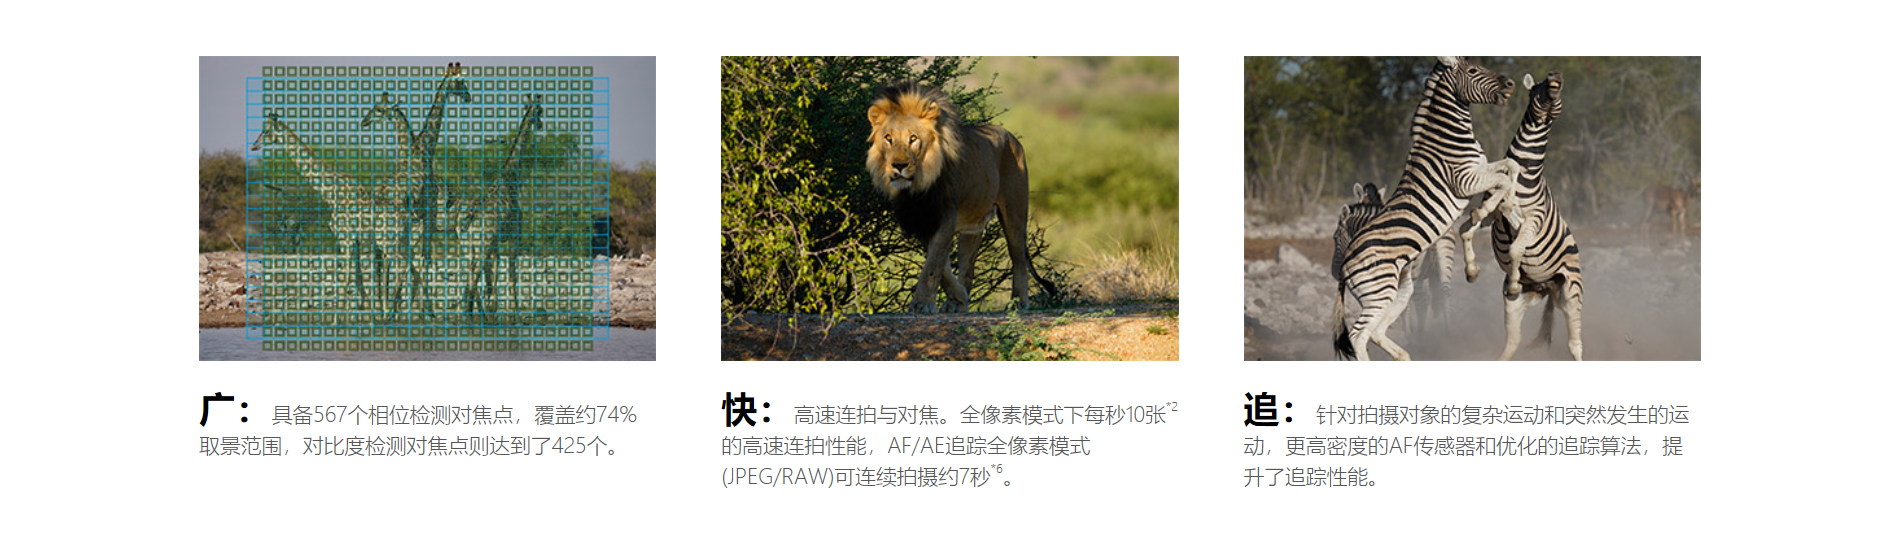 广： 具备567个相位检测对焦点，覆盖约74%
取景范围，对比度检测对焦点则达到了425个。
快： 高速连拍与对焦。全像素模式下每秒10张*2
的高速连拍性能，AF/AE追踪全像素模式
(JPEG/RAW)可连续拍摄约7秒*6。
追： 针对拍摄对象的复杂运动和突然发生的运
动，更高密度的AF传感器和优化的追踪算法，提
升了追踪性能。